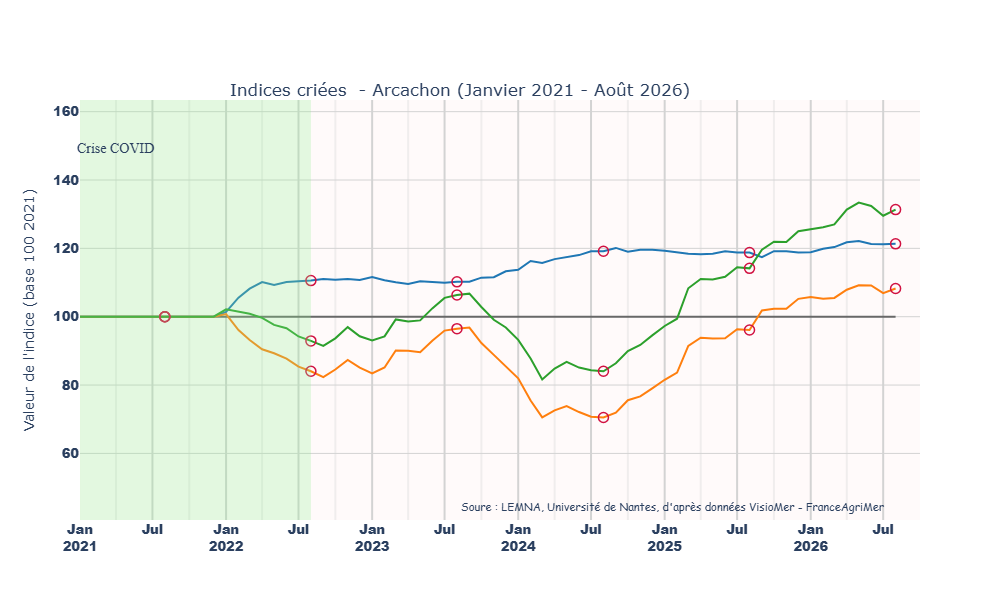 Indices criées - Arcachon (Janvier 2021 - Août 2026)
160
Crise COVID
140
120
100
80
60
Valeur de l'indice (base 100 2021)
Soure : LEMNA, Université de Nantes, d'après données VisioMer - FranceAgriMer
Jan Jul Jan Jul Jan Jul Jan Jul Jan Jul Jan Jul
2021 2022 2023 2024 2025 2026